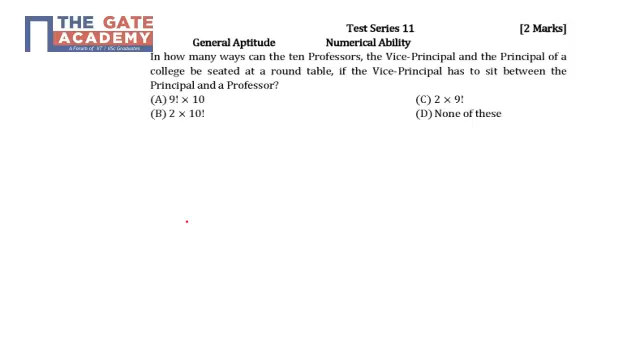 THE GATE
ACADEMY
A Forum of IIT / IISC Graduates
Test Series 11 [2 Marks]
General Aptitude Numerical Ability
In how many ways can the ten Professors, the Vice-Principal and the Principal of a
college be seated at a round table, if the Vice-Principal has to sit between the
Principal and a Professor?
(A) 9! × 10 (C) 2 × 9!
(B) 2 × 10! (D) None of these